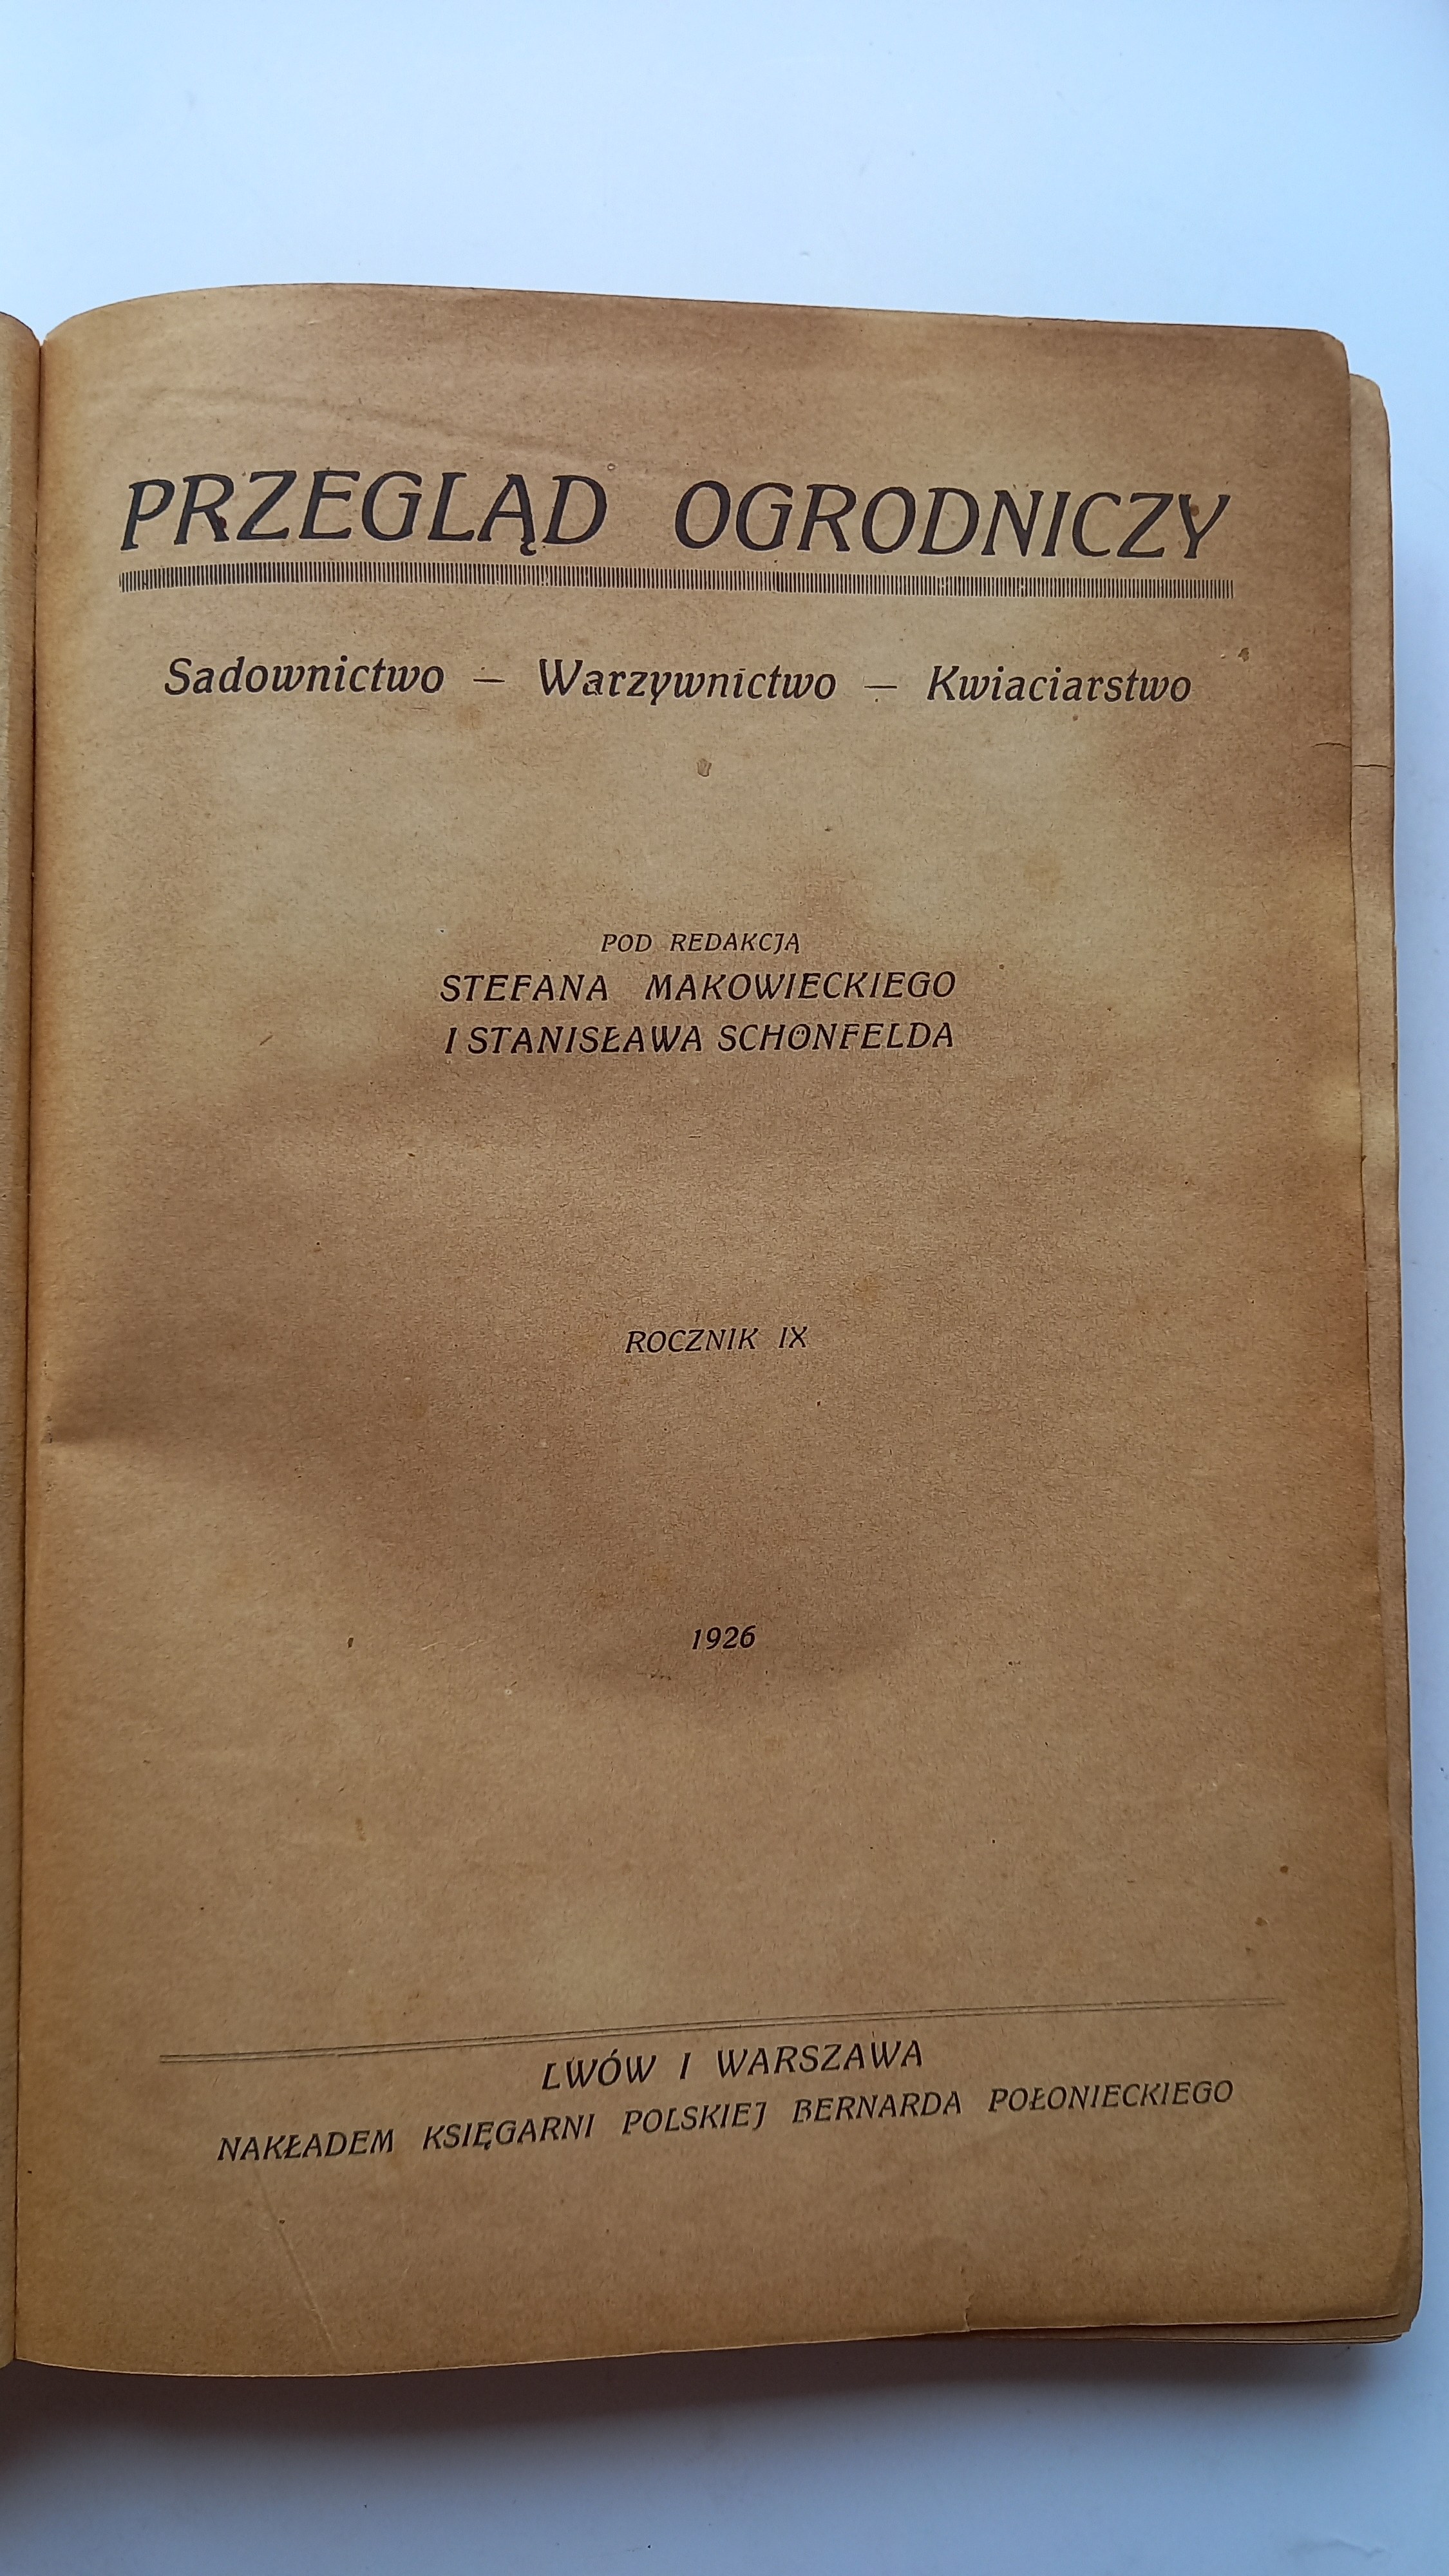 PRZEGLĄD OGRODNICZY
Sadownictwo — Warzywnictwo — Kwiaciarstwo
POD REDAKCJĄ
STEFANA MAKOWIECKIEGO
I STANISŁAWA SCHÖNFELDA
ROCZNIK IX
1926
LWÓW I WARSZAWA
NAKŁADEM KSIĘGARNI POLSKIEJ BERNARDA POŁONIECKIEGO